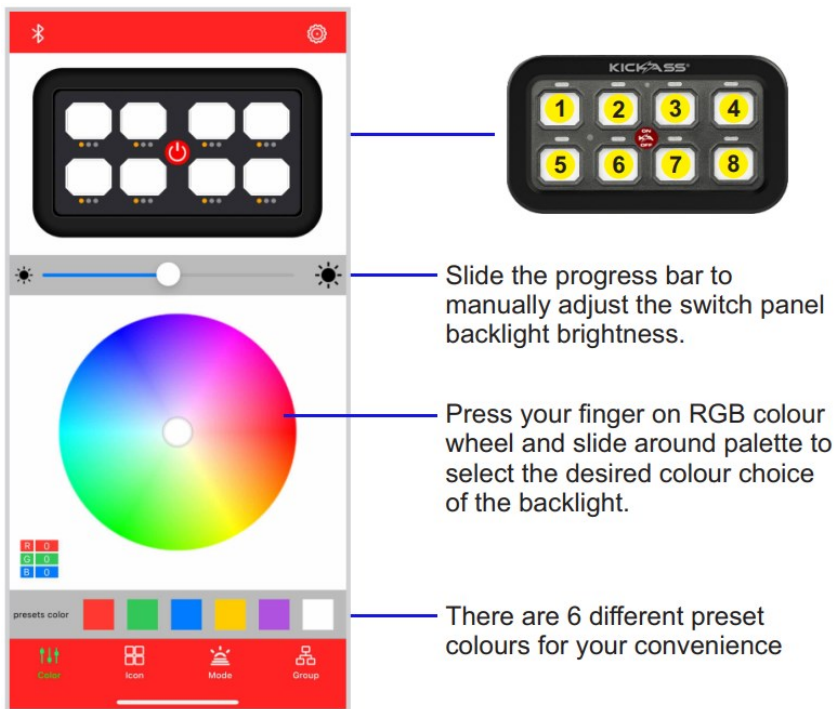 KICKASS®
1 2 3 4
ON
OFF
5 6 7 8
Slide the progress bar to
manually adjust the switch panel
backlight brightness.
Press your finger on RGB colour
wheel and slide around palette to
select the desired colour choice
of the backlight.
R 0
G 0
B 0
presets color
There are 6 different preset
colours for your convenience
Color Icon Mode Group